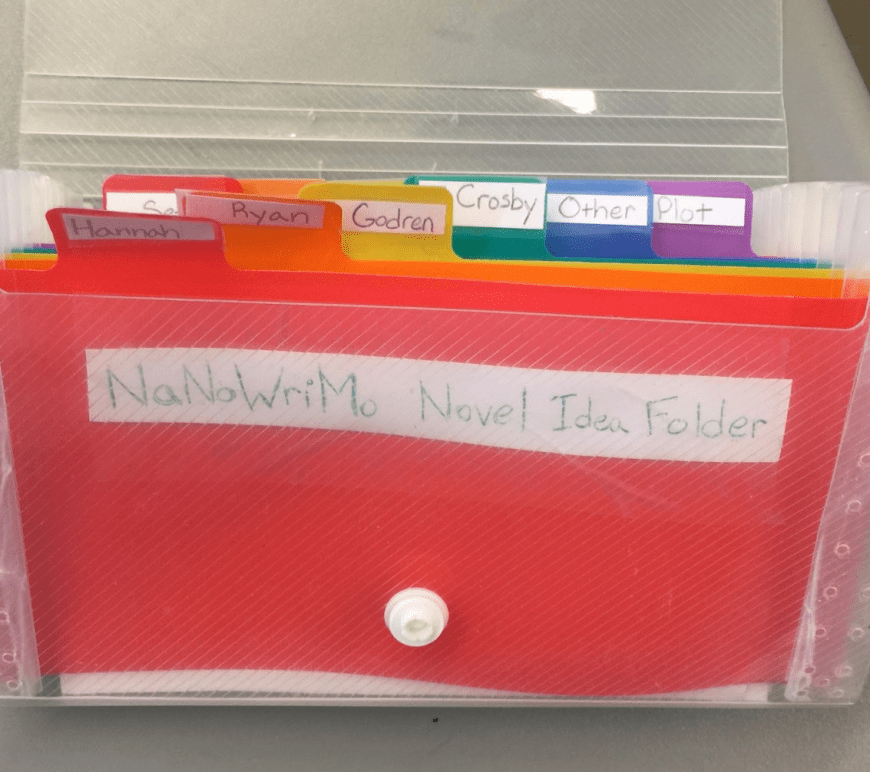 Crosby
Other
Plot
Hannah
Ryan
Godren
NaNoWriMo Novel Idea Folder